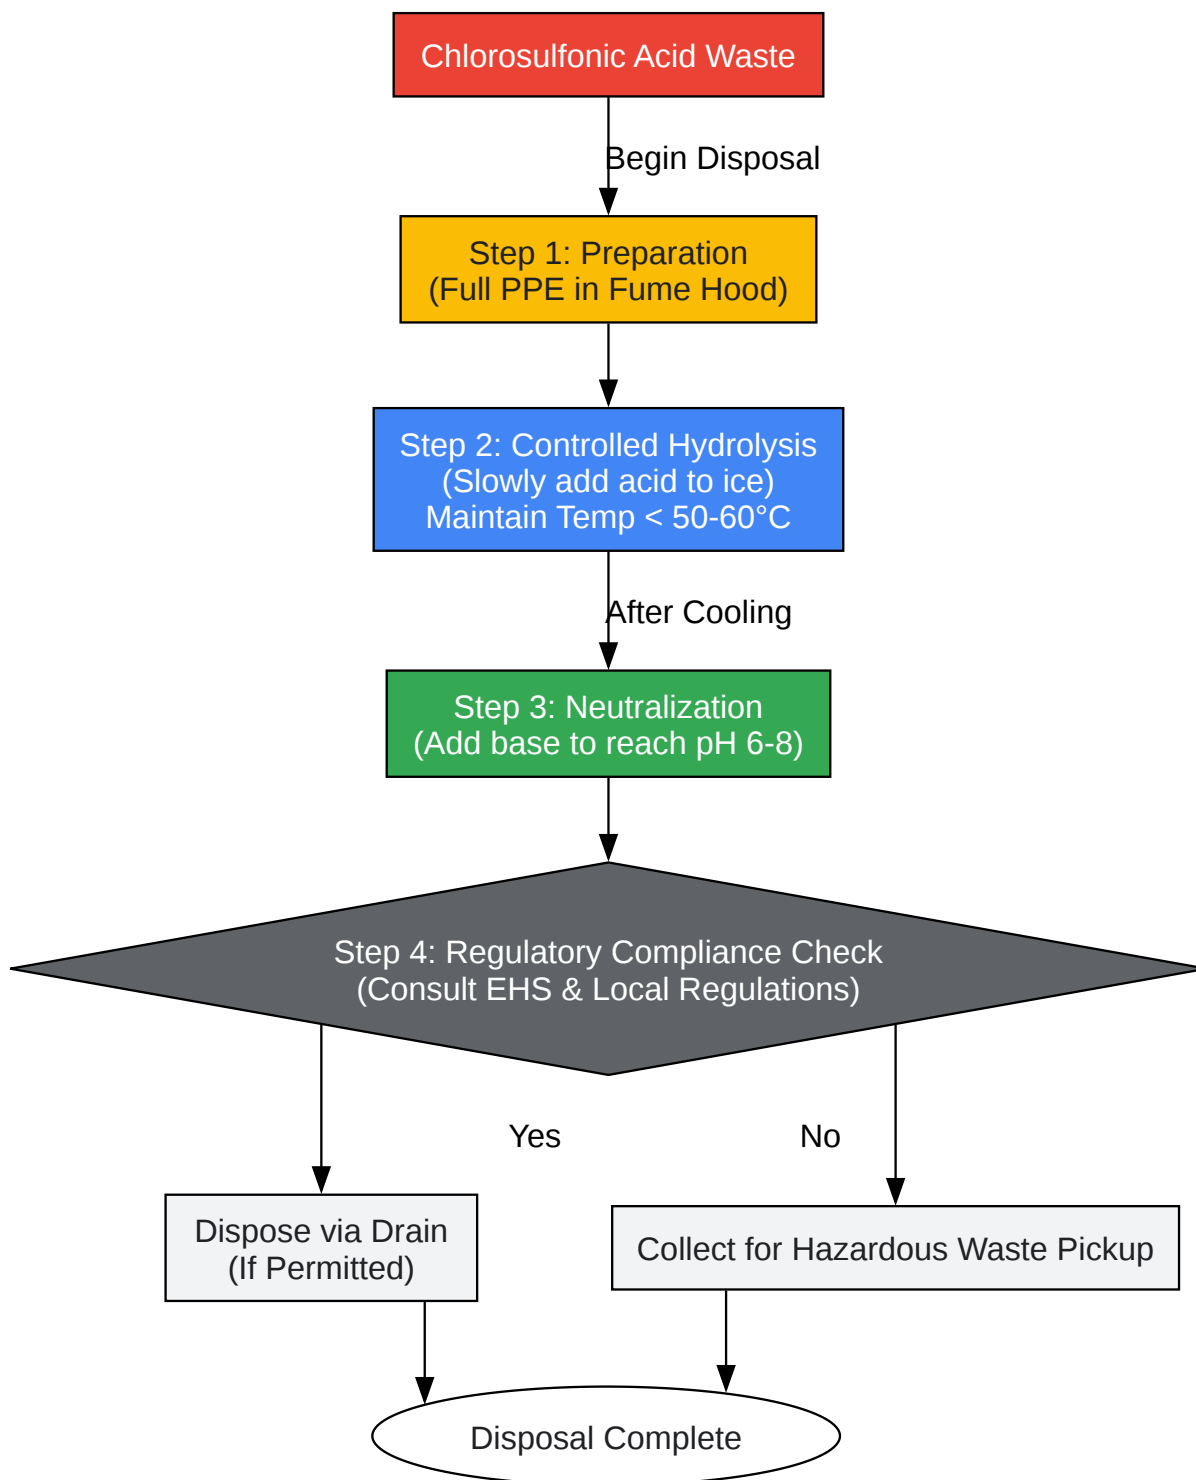 Chlorosulfonic Acid Waste
Begin Disposal
Step 1: Preparation
(Full PPE in Fume Hood)
Step 2: Controlled Hydrolysis
(Slowly add acid to ice)
Maintain Temp < 50-60°C
After Cooling
Step 3: Neutralization
(Add base to reach pH 6-8)
Step 4: Regulatory Compliance Check
(Consult EHS & Local Regulations)
Yes
No
Dispose via Drain
(If Permitted)
Collect for Hazardous Waste Pickup
Disposal Complete